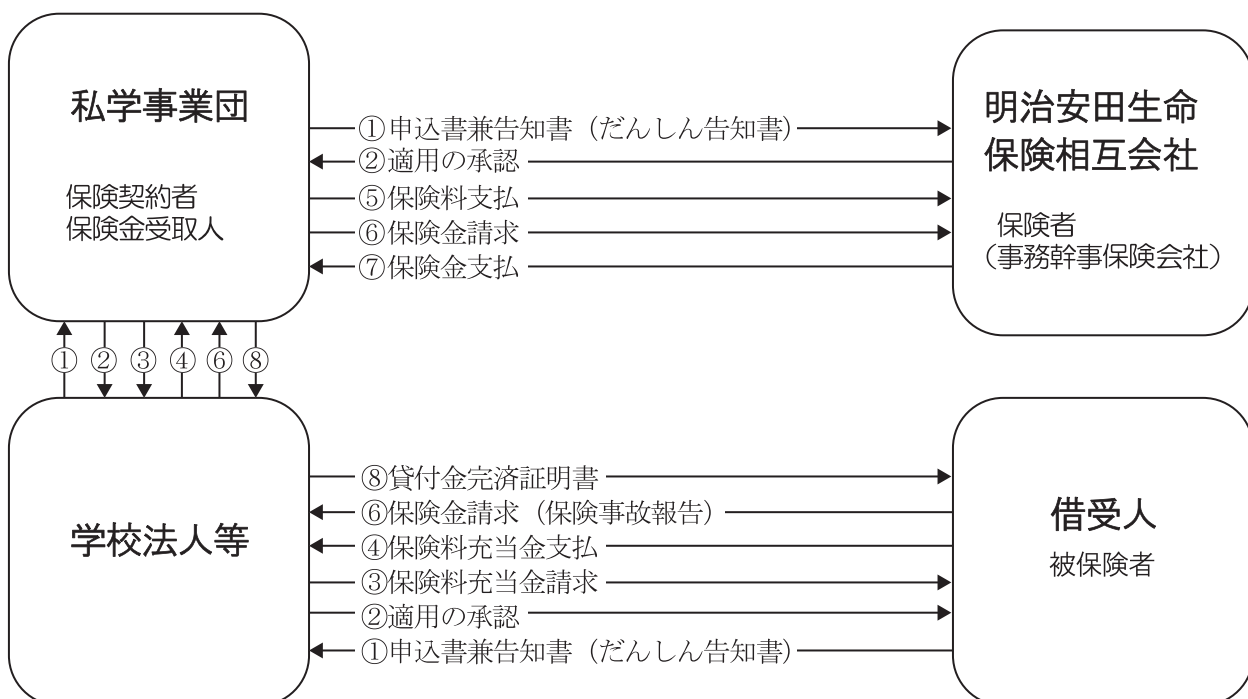 私学事業団
保険契約者
保険金受取人
①申込書兼告知書（だんしん告知書）
②適用の承認
⑤保険料支払
⑥保険金請求
⑦保険金支払
明治安田生命
保険相互会社
保険者
（事務幹事保険会社）
① ② ③ ④ ⑥ ⑧
学校法人等
⑧貸付金完済証明書
⑥保険金請求（保険事故報告）
④保険料充当金支払
③保険料充当金請求
②適用の承認
①申込書兼告知書（だんしん告知書）
借受人
被保険者